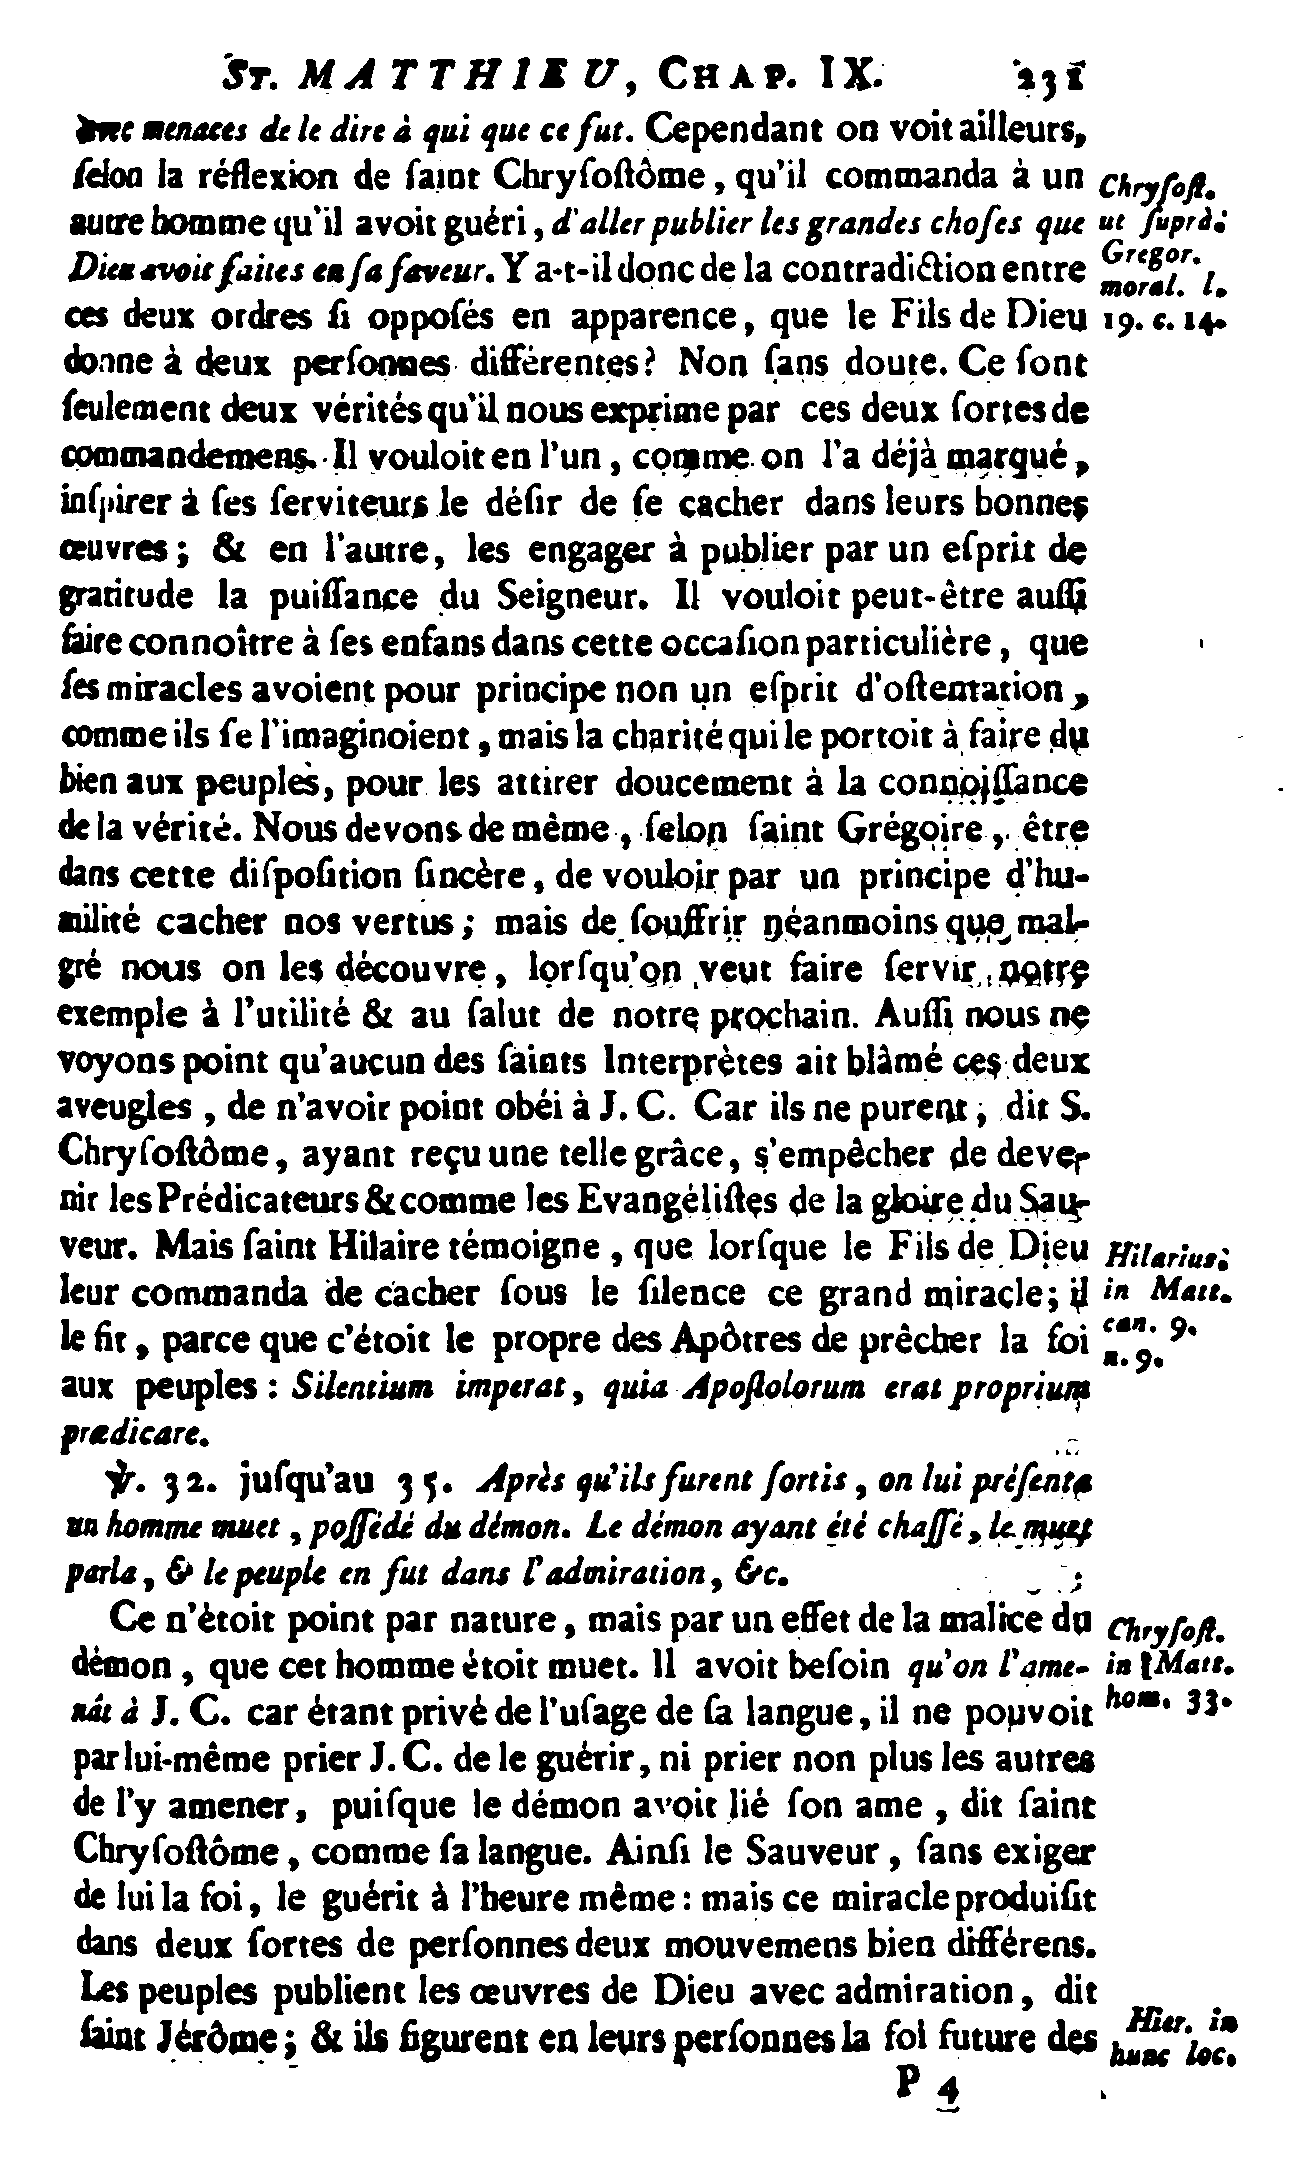 ST. MATTHIEU, CHAP. IX. 231
avec menaces de le dire à qui que ce fut. Cependant on voit ailleurs,
ſelon la réflexion de ſaint Chryſoſtôme, qu'il commanda à un
autre homme qu'il avoit guéri, d'aller publier les grandes choſes que
Dieu avoit faites en ſa faveur. Y a-t-il donc de la contradiction entre
ces deux ordres ſi oppoſés en apparence, que le Fils de Dieu
donne à deux perſonnes différentes? Non ſans doute. Ce ſont
ſeulement deux vérités qu'il nous exprime par ces deux ſortes de
commandemens. Il vouloit en l'un, comme on l'a déjà marqué,
inſpirer à ſes ſerviteurs le déſir de ſe cacher dans leurs bonnes
œuvres; & en l'autre, les engager à publier par un eſprit de
gratitude la puiſſance du Seigneur. Il vouloit peut-être auſſi
faire connoître à ſes enfans dans cette occaſion particulière, que
ſes miracles avoient pour principe non un eſprit d'oſtentation,
comme ils ſe l'imaginoient, mais la charité qui le portoit à faire du
bien aux peuples, pour les attirer doucement à la connoiſſance
de la vérité. Nous devons de même, ſelon ſaint Grégoire, être
dans cette diſpoſition ſincère, de vouloir par un principe d'hu-
milité cacher nos vertus; mais de ſouffrir néanmoins que mal-
gré nous on les découvre, lorſqu'on veut faire ſervir notre
exemple à l'utilité & au ſalut de notre prochain. Auſſi nous ne
voyons point qu'aucun des ſaints Interprètes ait blâmé ces deux
aveugles, de n'avoir point obéi à J. C. Car ils ne purent, dit S.
Chryſoſtôme, ayant reçu une telle grâce, s'empêcher de deve-
nir les Prédicateurs & comme les Evangéliſtes de la gloire du Sau-
veur. Mais ſaint Hilaire témoigne, que lorſque le Fils de Dieu
leur commanda de cacher ſous le ſilence ce grand miracle; il
le fit, parce que c'étoit le propre des Apôtres de prêcher la foi
aux peuples: Silentium imperat, quia Apoſtolorum erat proprium
prædicare.
℣. 32. juſqu'au 35. Après qu'ils furent ſortis, on lui préſenta
un homme muet, poſſédé du démon. Le démon ayant été chaſſé, le muet
parla, & le peuple en fut dans l'admiration, &c.
Ce n'étoit point par nature, mais par un effet de la malice du
démon, que cet homme étoit muet. Il avoit beſoin qu'on l'ame-
nât à J. C. car étant privé de l'uſage de ſa langue, il ne pouvoit
par lui-même prier J. C. de le guérir, ni prier non plus les autres
de l'y amener, puiſque le démon avoit lié ſon ame, dit ſaint
Chryſoſtôme, comme ſa langue. Ainſi le Sauveur, ſans exiger
de lui la foi, le guérit à l'heure même: mais ce miracle produiſit
dans deux ſortes de perſonnes deux mouvemens bien différens.
Les peuples publient les œuvres de Dieu avec admiration, dit
ſaint Jérôme; & ils figurent en leurs perſonnes la foi future des
P 4
Chryſoſt.
ut ſuprà.
Gregor.
moral. l.
19. c. 14.
Hilarius.
in Matt.
can. 9.
n. 9.
Chryſoſt.
in Matt.
hom. 33.
Hier. in
hunc loc.